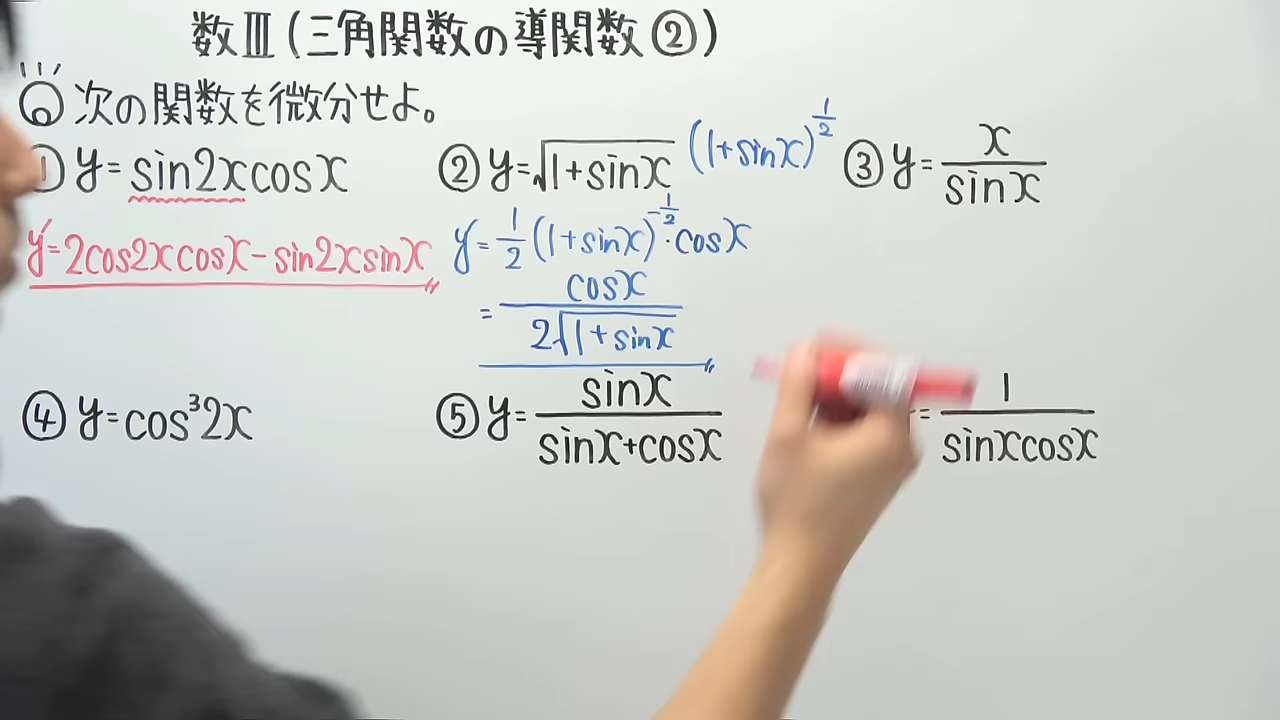 数Ⅲ(三角関数の導関数②)
Q 次の関数を微分せよ。
① y=sin2xcosx
y'=2cos2xcosx-sin2xsinx
② y=√(1+sinx) (1+sinx)^(1/2)
y'=1/2(1+sinx)^(-1/2)・cosx
=cosx/(2√(1+sinx))
③ y=x/sinx
④ y=cos³2x
⑤ y=sinx/(sinx+cosx)
=1/(sinxcosx)